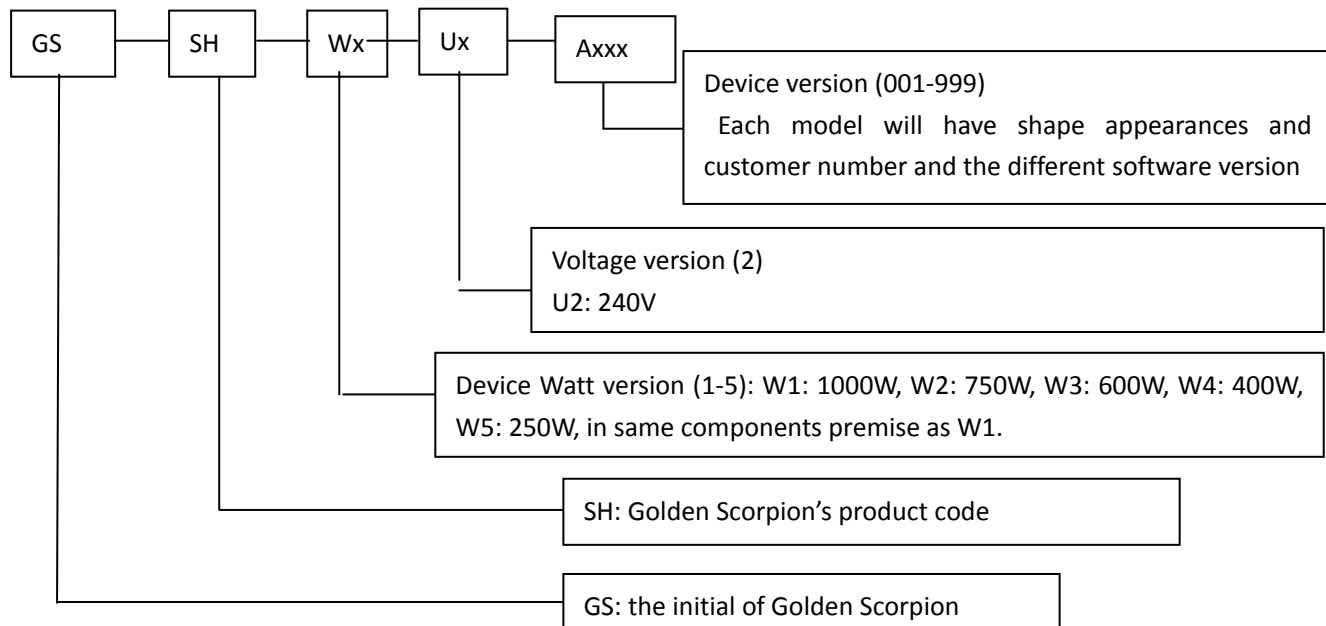 GS SH Wx Ux Axxx
Device version (001-999)
Each model will have shape appearances and
customer number and the different software version
Voltage version (2)
U2: 240V
Device Watt version (1-5): W1: 1000W, W2: 750W, W3: 600W, W4: 400W,
W5: 250W, in same components premise as W1.
SH: Golden Scorpion’s product code
GS: the initial of Golden Scorpion